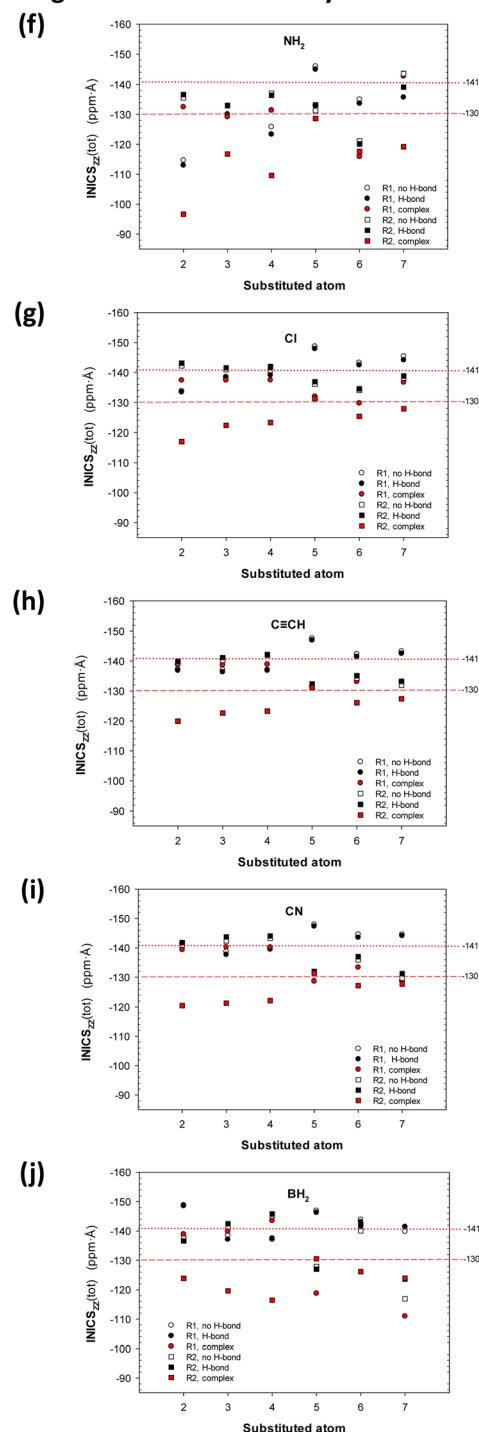 (f)
NH2
-160
-150
-140
-130
-120
-110
-100
-90
-141
-130
INICSZZ(tot) (ppm·Å)
R1, no H-bond
R1, H-bond
R1, complex
R2, no H-bond
R2, H-bond
R2, complex
2 3 4 5 6 7
Substituted atom
(g)
Cl
-160
-150
-140
-130
-120
-110
-100
-90
-141
-130
INICSZZ(tot) (ppm·Å)
R1, no H-bond
R1, H-bond
R1, complex
R2, no H-bond
R2, H-bond
R2, complex
2 3 4 5 6 7
Substituted atom
(h)
C≡CH
-160
-150
-140
-130
-120
-110
-100
-90
-141
-130
INICSZZ(tot) (ppm·Å)
R1, no H-bond
R1, H-bond
R1, complex
R2, no H-bond
R2, H-bond
R2, complex
2 3 4 5 6 7
Substituted atom
(i)
CN
-160
-150
-140
-130
-120
-110
-100
-90
-141
-130
INICSZZ(tot) (ppm·Å)
R1, no H-bond
R1, H-bond
R1, complex
R2, no H-bond
R2, H-bond
R2, complex
2 3 4 5 6 7
Substituted atom
(j)
BH2
-160
-150
-140
-130
-120
-110
-100
-90
-141
-130
INICSZZ(tot) (ppm·Å)
R1, no H-bond
R1, H-bond
R1, complex
R2, no H-bond
R2, H-bond
R2, complex
2 3 4 5 6 7
Substituted atom